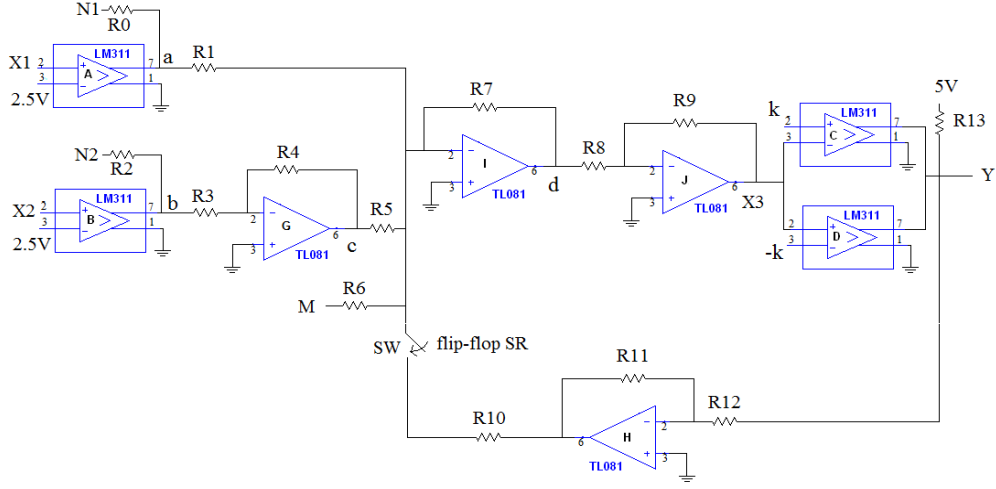 N1
R0
LM311
X1
2
3
+
−
A
7
1
a
R1
2.5V
N2
R2
LM311
X2
2
3
+
−
B
7
1
b
R3
2.5V
R4
2
3
−
+
G
6
TL081
c
R5
M
R6
SW
flip-flop SR
R7
2
3
−
+
I
6
TL081
d
R8
R9
2
3
−
+
J
6
TL081
X3
k
LM311
2
3
+
−
C
7
1
LM311
2
3
+
−
D
7
1
-k
5V
R13
Y
R10
R11
H
−
+
2
3
6
TL081
R12